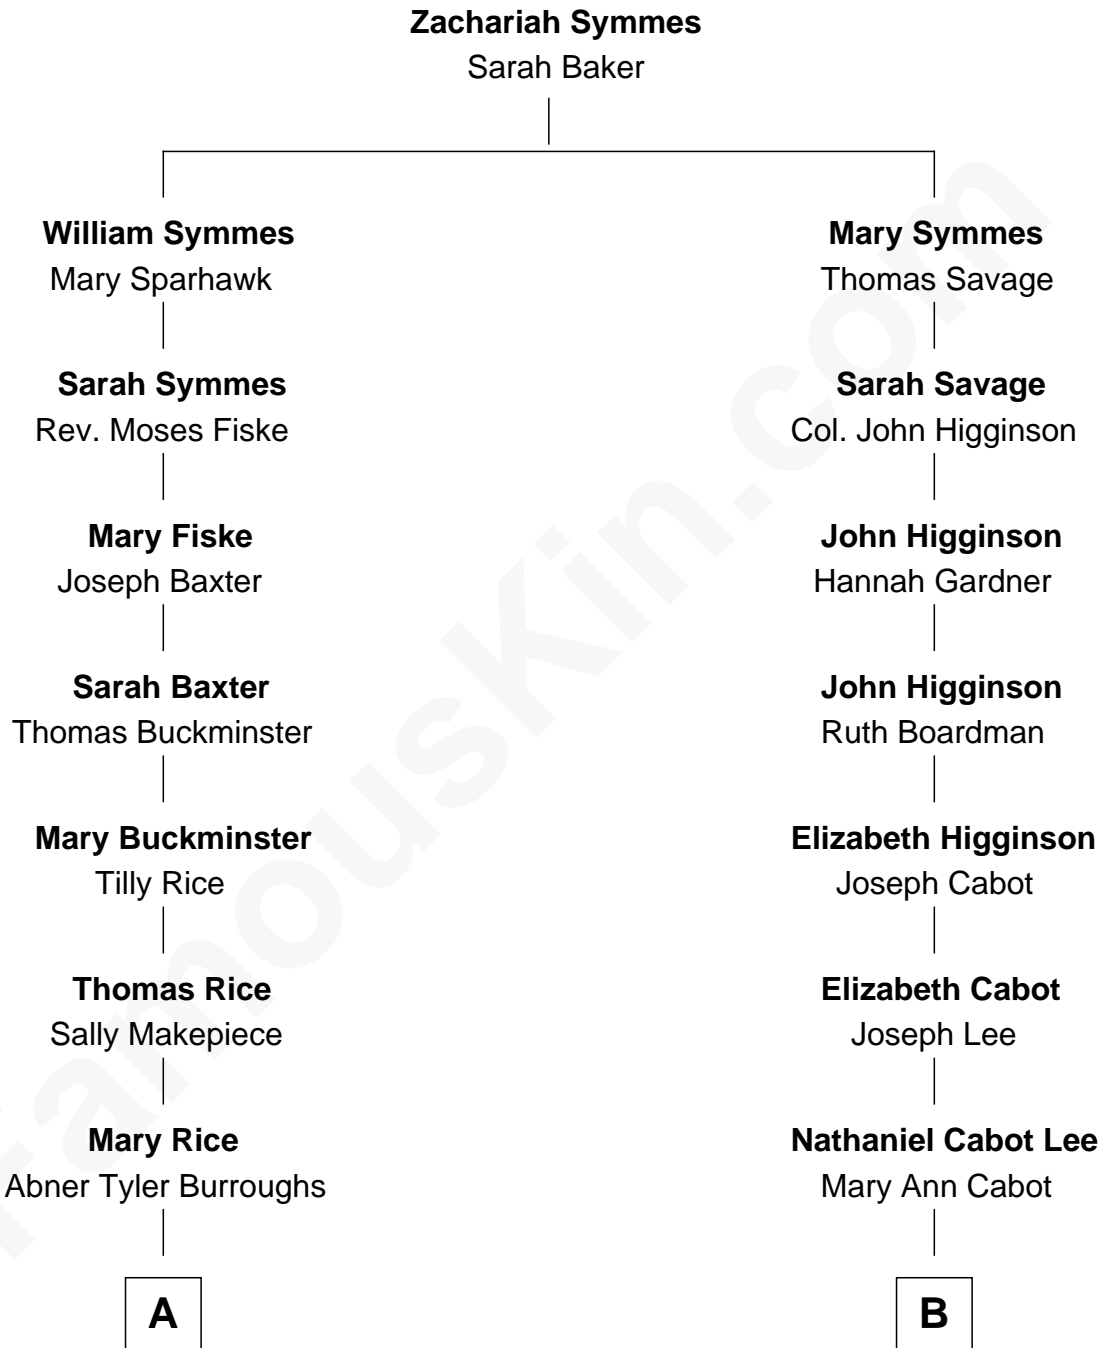 Zachariah Symmes
Sarah Baker
William Symmes
Mary Sparhawk
Mary Symmes
Thomas Savage
Sarah Symmes
Rev. Moses Fiske
Sarah Savage
Col. John Higginson
Mary Fiske
Joseph Baxter
John Higginson
Hannah Gardner
Sarah Baxter
Thomas Buckminster
John Higginson
Ruth Boardman
Mary Buckminster
Tilly Rice
Elizabeth Higginson
Joseph Cabot
Thomas Rice
Sally Makepiece
Elizabeth Cabot
Joseph Lee
Mary Rice
Abner Tyler Burroughs
Nathaniel Cabot Lee
Mary Ann Cabot
A
B
FamousKin.com